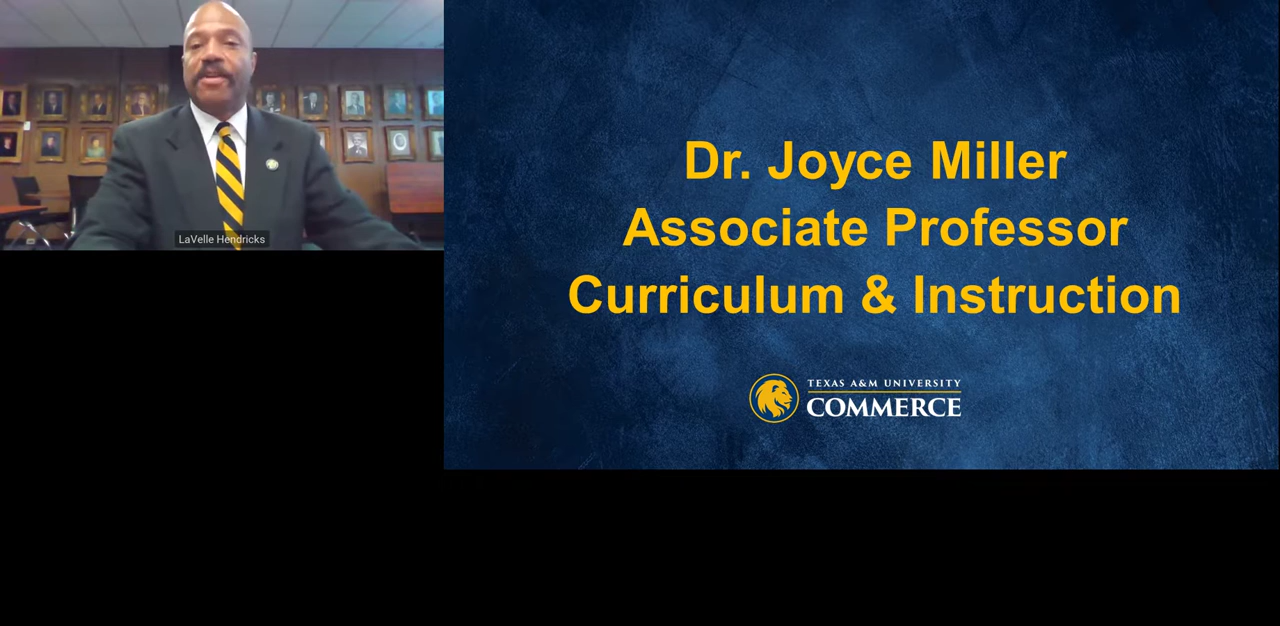 LaVelle Hendricks
Dr. Joyce Miller
Associate Professor
Curriculum & Instruction
TEXAS A&M UNIVERSITY
COMMERCE